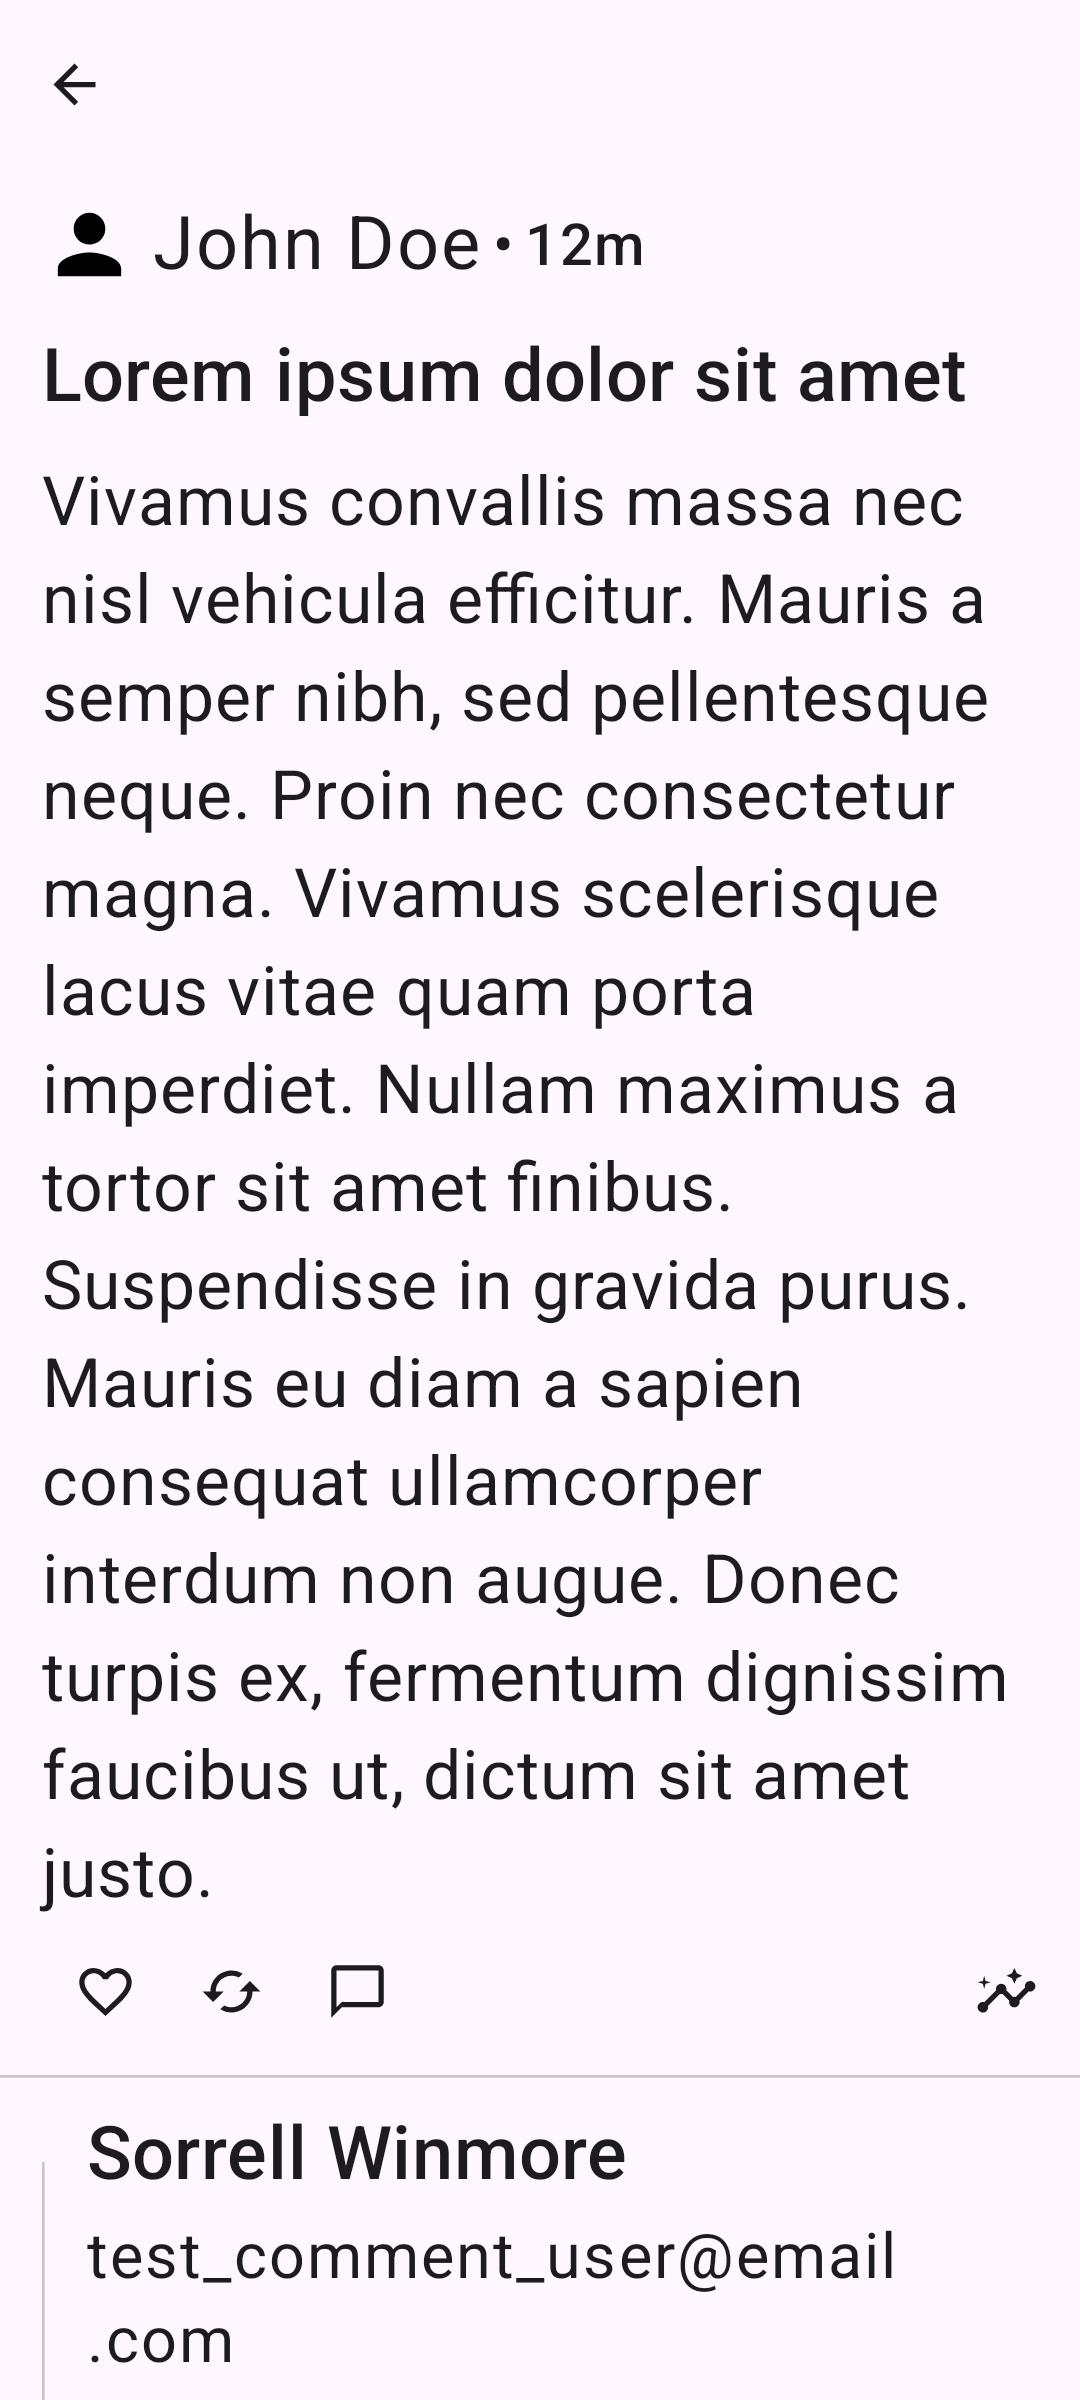 John Doe • 12m
Lorem ipsum dolor sit amet
Vivamus convallis massa nec
nisl vehicula efficitur. Mauris a
semper nibh, sed pellentesque
neque. Proin nec consectetur
magna. Vivamus scelerisque
lacus vitae quam porta
imperdiet. Nullam maximus a
tortor sit amet finibus.
Suspendisse in gravida purus.
Mauris eu diam a sapien
consequat ullamcorper
interdum non augue. Donec
turpis ex, fermentum dignissim
faucibus ut, dictum sit amet
justo.
Sorrell Winmore
test_comment_user@email
.com